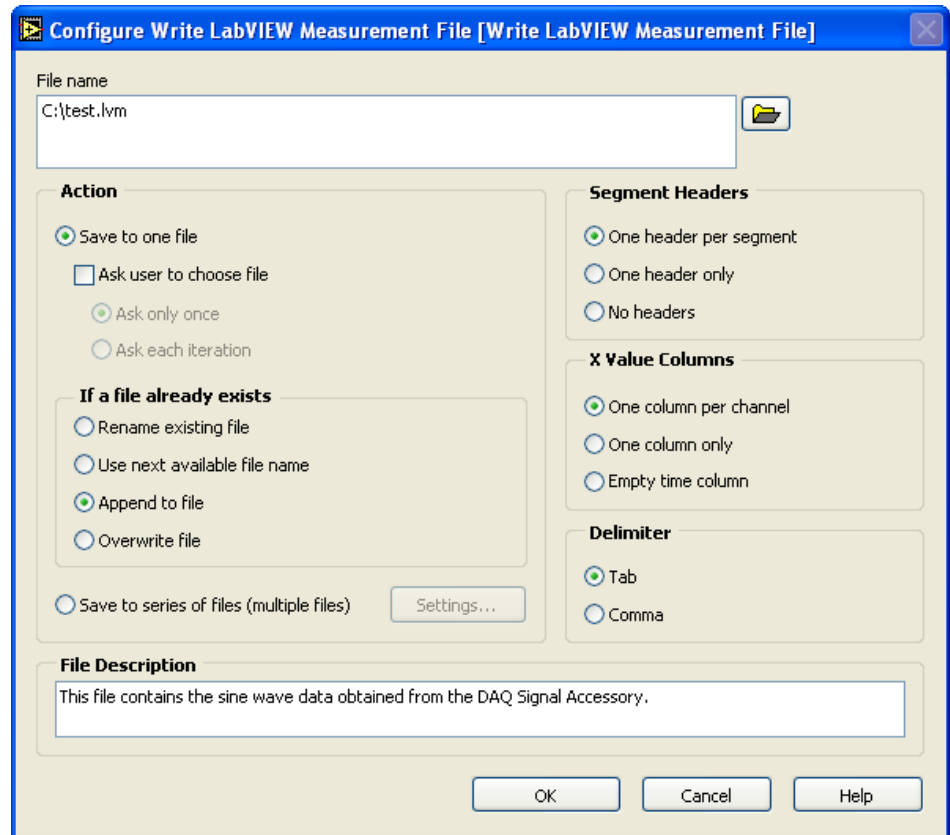 Configure Write LabVIEW Measurement File [Write LabVIEW Measurement File]
File name
C:\test.lvm
Action
Save to one file
Ask user to choose file
Ask only once
Ask each iteration
If a file already exists
Rename existing file
Use next available file name
Append to file
Overwrite file
Save to series of files (multiple files)
Settings...
Segment Headers
One header per segment
One header only
No headers
X Value Columns
One column per channel
One column only
Empty time column
Delimiter
Tab
Comma
File Description
This file contains the sine wave data obtained from the DAQ Signal Accessory.
OK
Cancel
Help